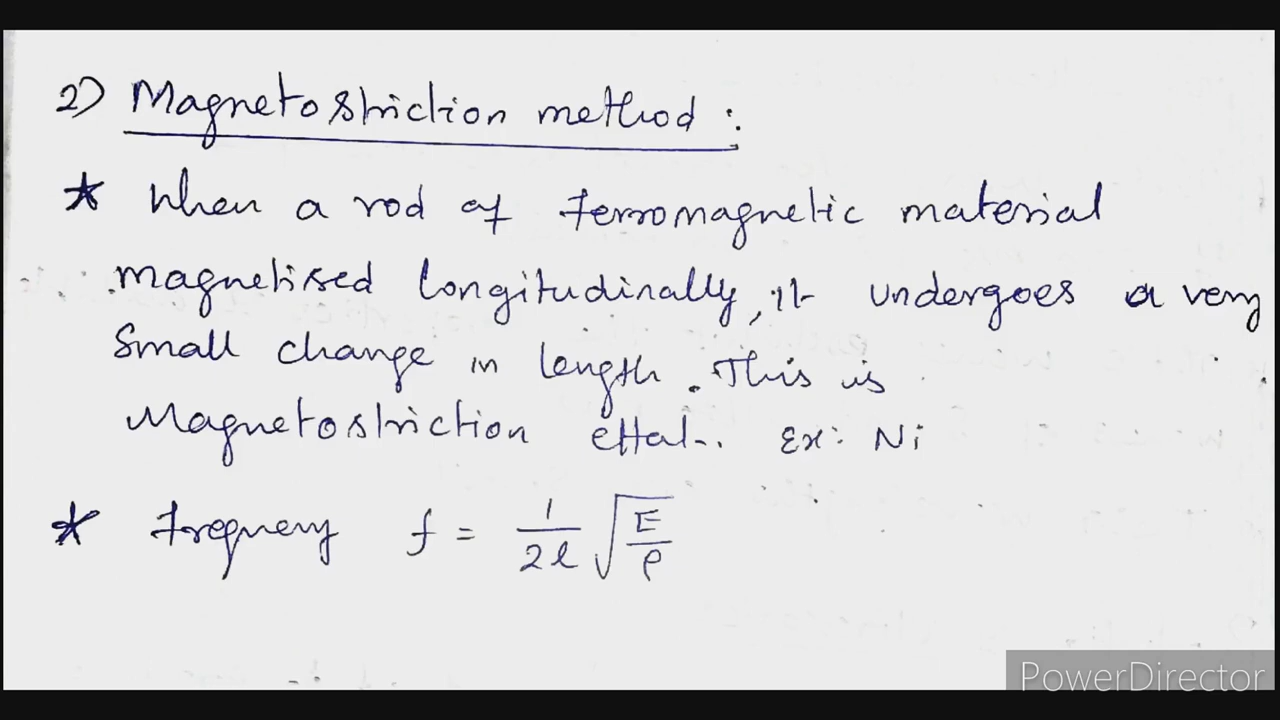 2) Magnetostriction method :
* When a rod of ferromagnetic material
magnetised longitudinally, it undergoes a very
small change in length. This is
Magnetostriction effect. Ex: Ni
* Frequency f = 1/2l √E/ρ
PowerDirector